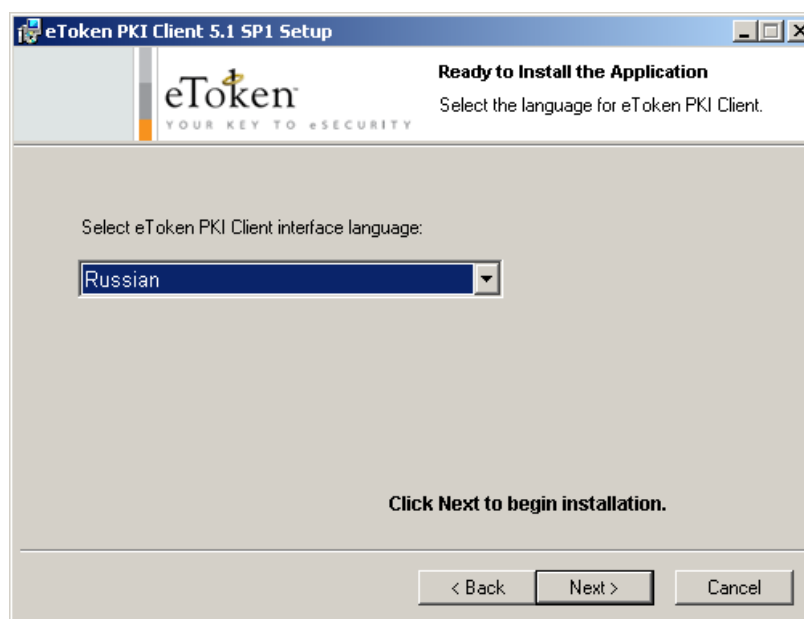 eToken PKI Client 5.1 SP1 Setup
eToken
YOUR KEY TO eSECURITY
Ready to Install the Application
Select the language for eToken PKI Client.
Select eToken PKI Client interface language:
Russian
Click Next to begin installation.
< Back
Next >
Cancel